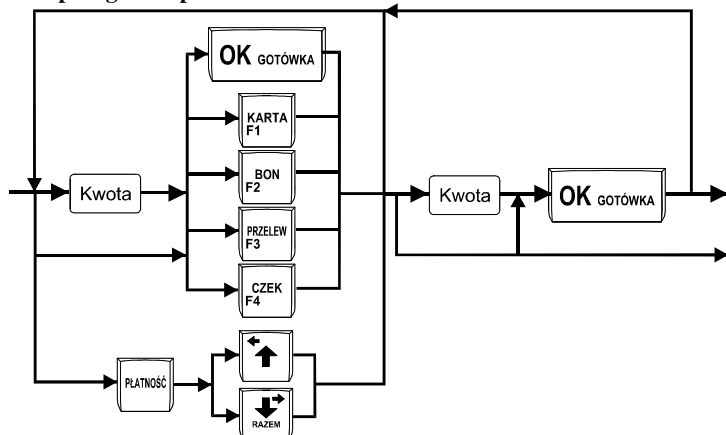 OK GOTÓWKA
KARTA
F1
BON
F2
Kwota
PRZELEW
F3
CZEK
F4
Kwota
OK GOTÓWKA
PŁATNOŚĆ
RAZEM